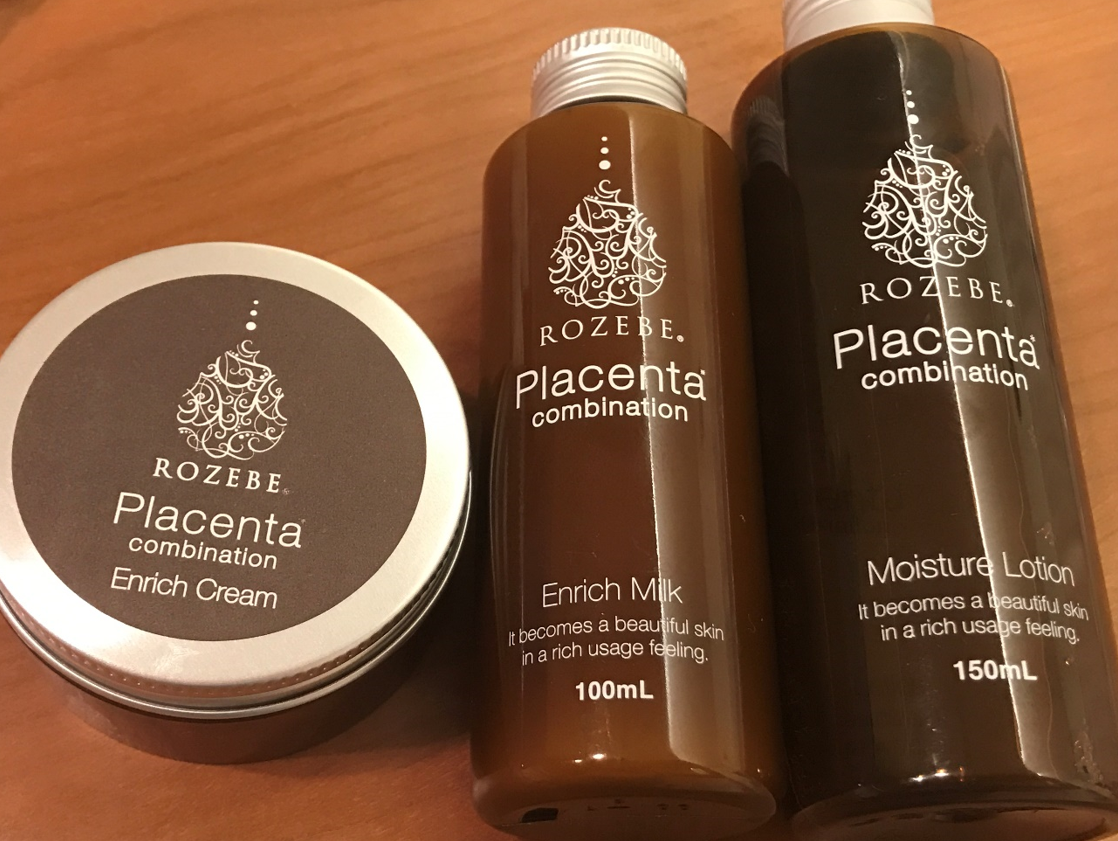 ROZEBE®
Placenta
combination
Enrich Cream
ROZEBE®
Placenta
combination
Enrich Milk
It becomes a beautiful skin
in a rich usage feeling.
100mL
ROZEBE®
Placenta
combination
Moisture Lotion
It becomes a beautiful skin
in a rich usage feeling.
150mL